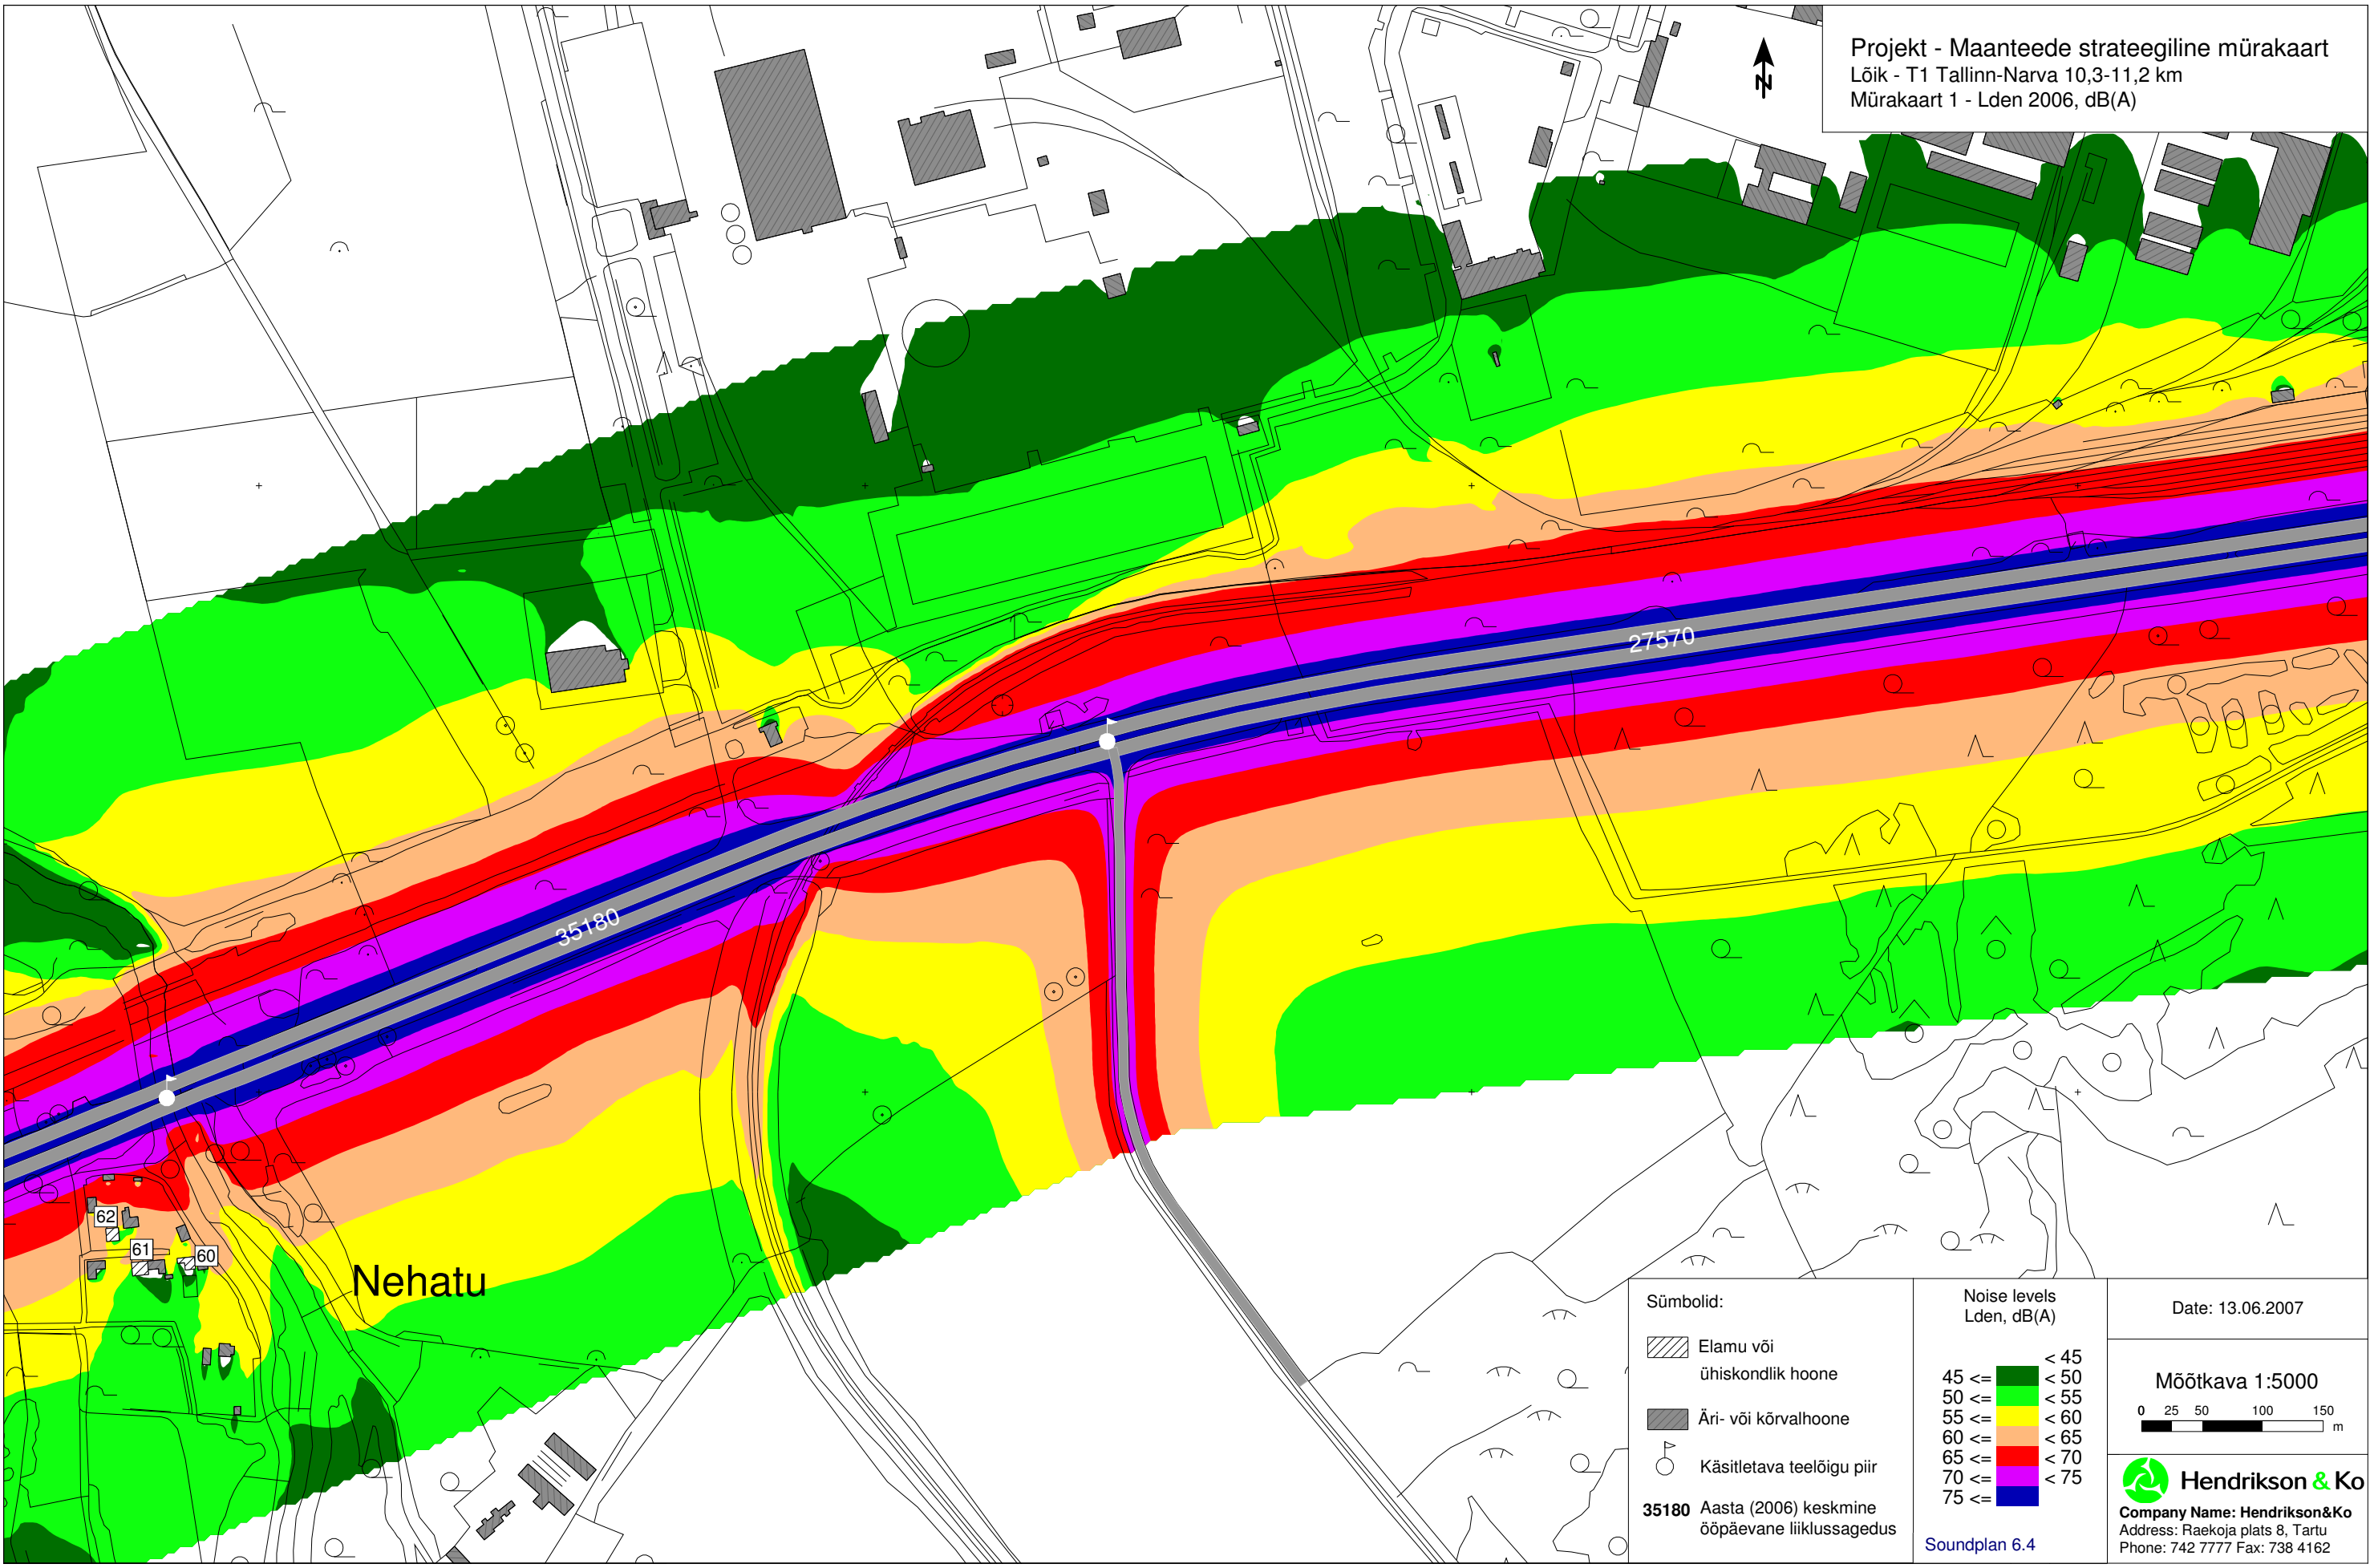 Projekt - Maanteede strateegiline mürakaart
Lõik - T1 Tallinn-Narva 10,3-11,2 km
Mürakaart 1 - Lden 2006, dB(A)
N
27570
35180
62
61
60
Nehatu
Sümbolid:
Elamu või
ühiskondlik hoone
Äri- või kõrvalhoone
Käsitletava teelõigu piir
35180 Aasta (2006) keskmine
ööpäevane liiklussagedus
Noise levels
Lden, dB(A)
< 45
45 <= < 50
50 <= < 55
55 <= < 60
60 <= < 65
65 <= < 70
70 <= < 75
75 <=
Soundplan 6.4
Date: 13.06.2007
Mõõtkava 1:5000
0 25 50 100 150
m
Hendrikson & Ko
Company Name: Hendrikson&Ko
Address: Raekoja plats 8, Tartu
Phone: 742 7777 Fax: 738 4162